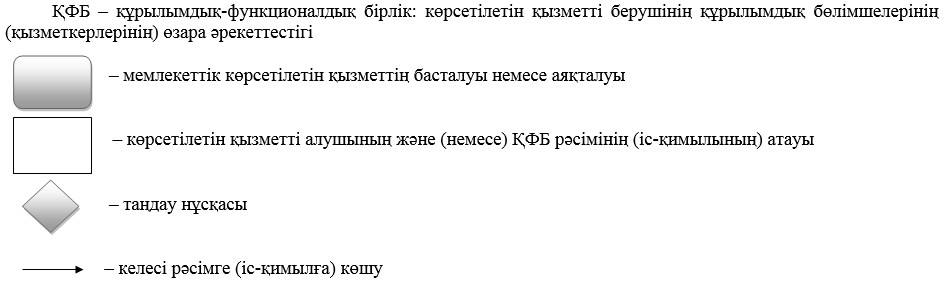 ҚФБ – құрылымдық-функционалдық бірлік: көрсетілетін қызметті берушінің құрылымдық бөлімшелерінің
(қызметкерлерінің) өзара әрекеттестігі
– мемлекеттік көрсетілетін қызметтің басталуы немесе аяқталуы
– көрсетілетін қызметті алушының және (немесе) ҚФБ рәсімінің (іс-қимылының) атауы
– таңдау нұсқасы
– келесі рәсімге (іс-қимылға) көшу